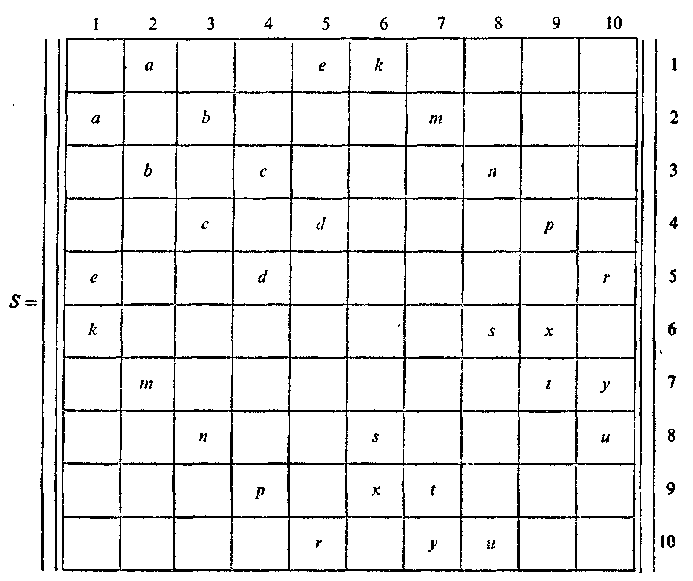 1 2 3 4 5 6 7 8 9 10
a e k 1
a b m 2
b c n 3
c d p 4
e d r 5
S =
k s x 6
m t y 7
n s u 8
p x t 9
r y u 10